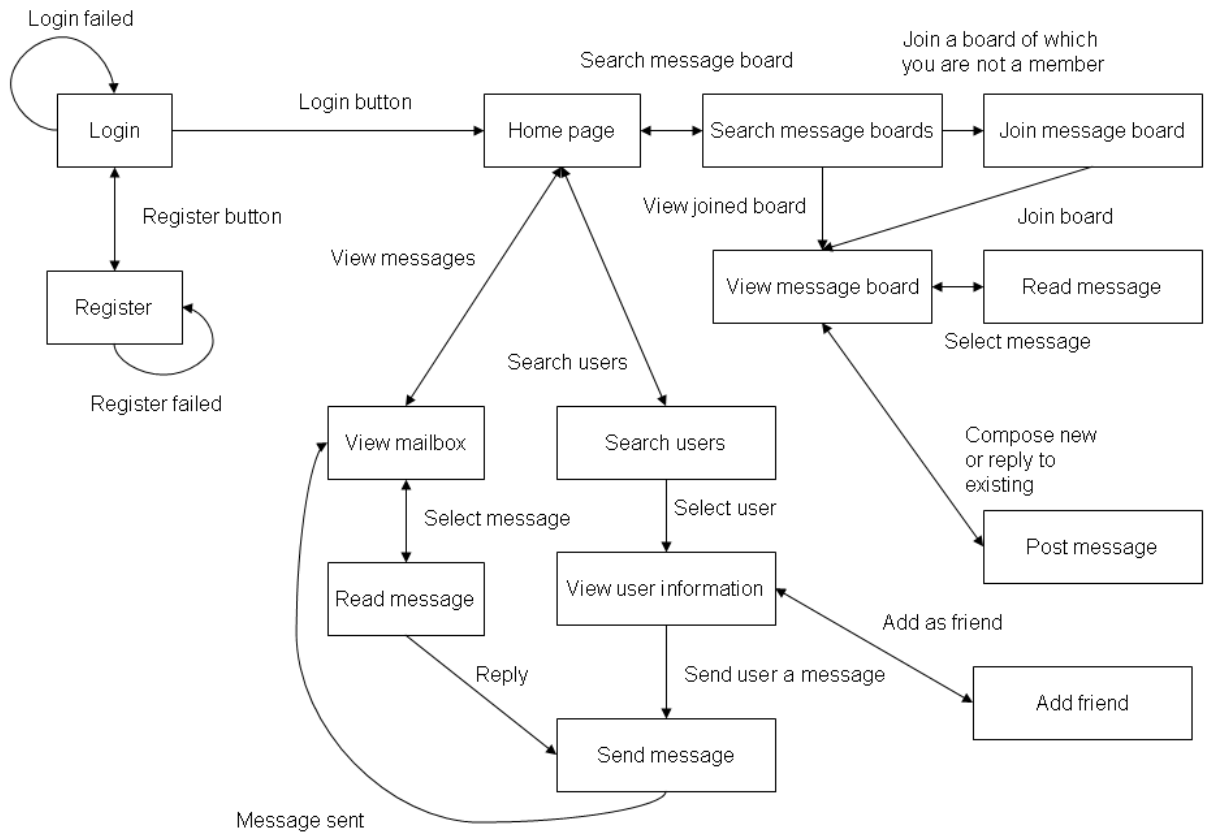 Login failed
Search message board
Join a board of which
you are not a member
Login button
Login
Home page
Search message boards
Join message board
Register button
View joined board
Join board
View messages
View message board
Read message
Register
Select message
Search users
Register failed
View mailbox
Search users
Compose new
or reply to
existing
Select message
Select user
Post message
Read message
View user information
Add as friend
Reply
Send user a message
Add friend
Send message
Message sent